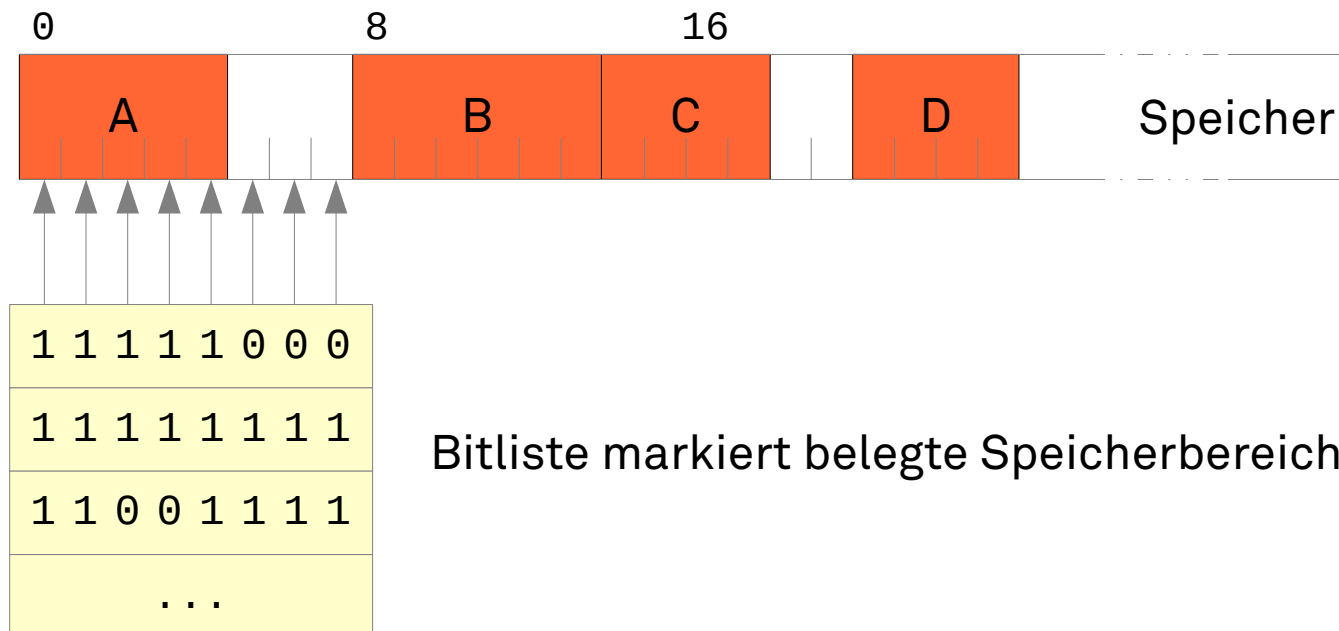 0 8 16
A B C D Speicher
1 1 1 1 1 0 0 0
1 1 1 1 1 1 1 1
Bitliste markiert belegte Speicherbereich
1 1 0 0 1 1 1 1
...